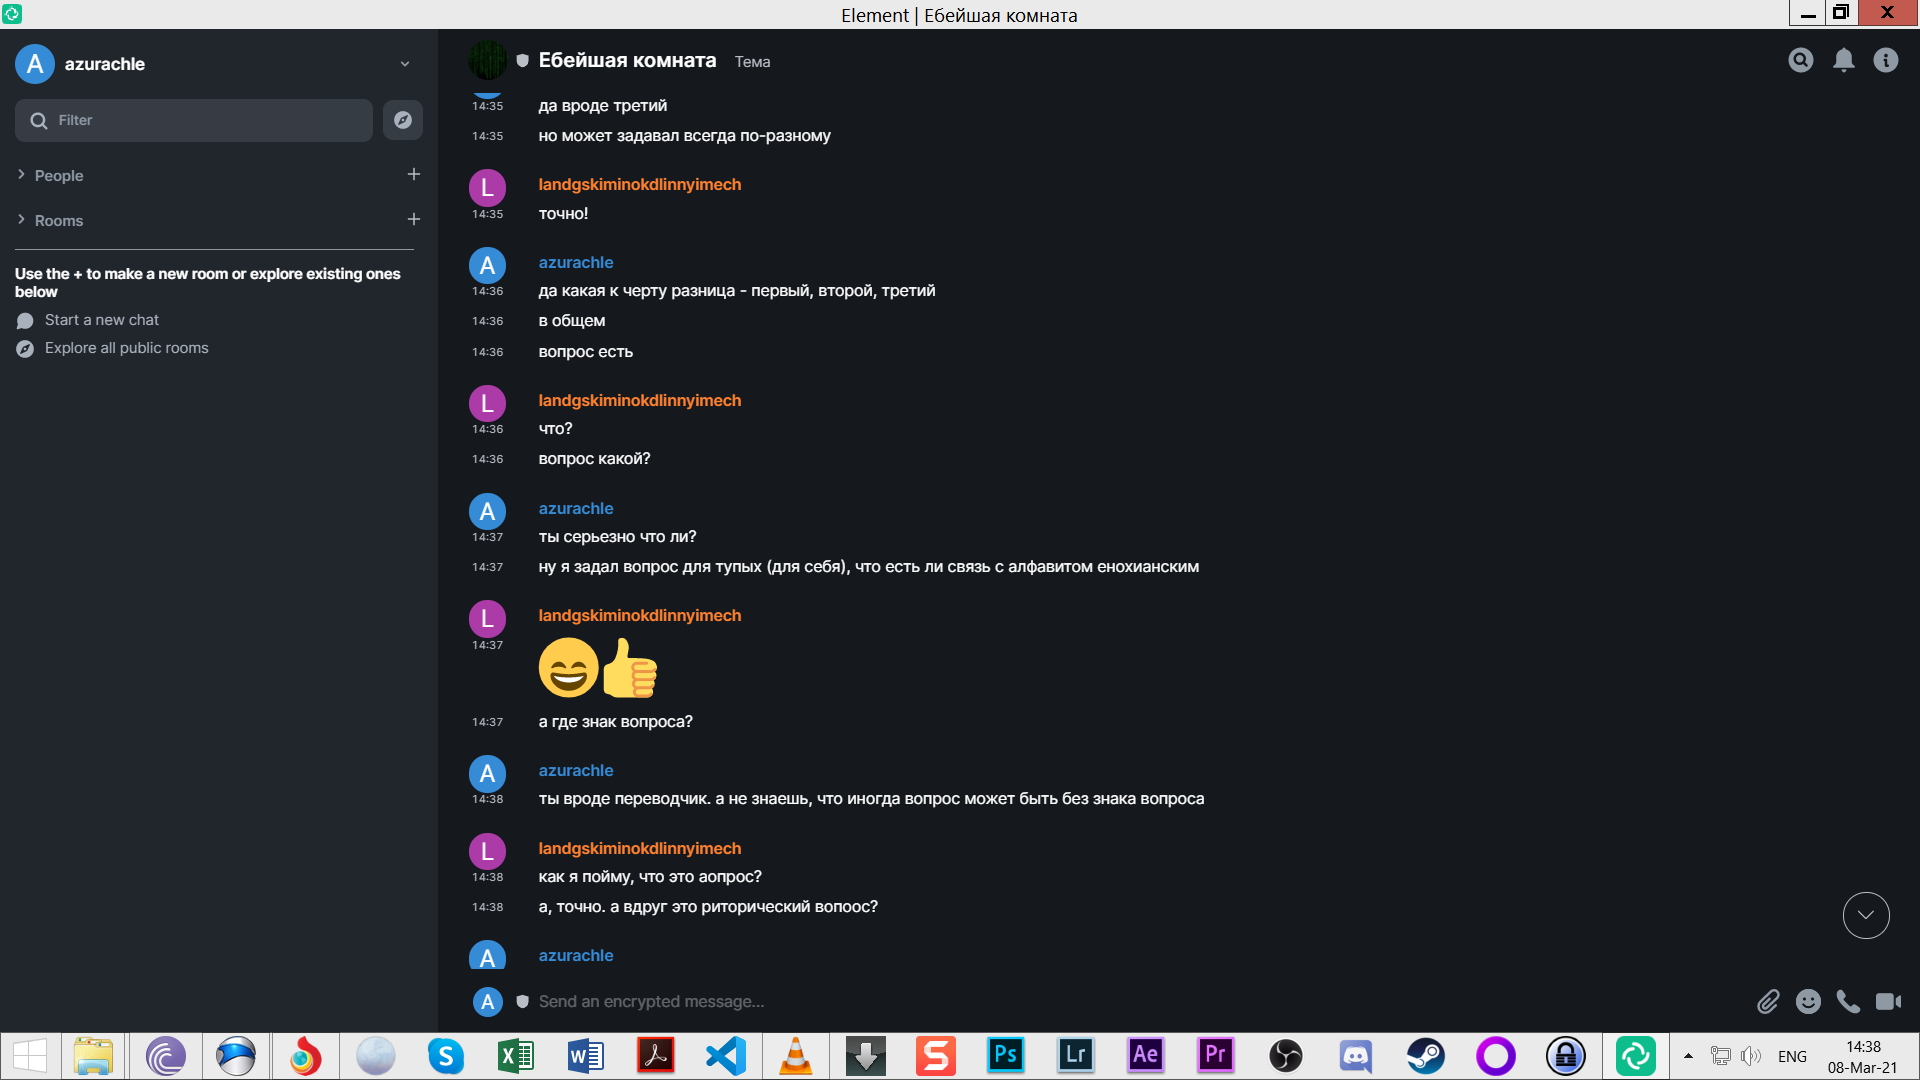 Element | Ебейшая комната
A azurachle
Filter
People
Rooms
Use the + to make a new room or explore existing ones
below
Start a new chat
Explore all public rooms
Ебейшая комната Тема
14:35 да вроде третий
14:35 но может задавал всегда по-разному
L landgskiminokdlinnyimech
14:35 точно!
A azurachle
14:36 да какая к черту разница - первый, второй, третий
14:36 в общем
14:36 вопрос есть
L landgskiminokdlinnyimech
14:36 что?
14:36 вопрос какой?
A azurachle
14:37 ты серьезно что ли?
14:37 ну я задал вопрос для тупых (для себя), что есть ли связь с алфавитом енохианским
L landgskiminokdlinnyimech
14:37
14:37 а где знак вопроса?
A azurachle
14:38 ты вроде переводчик. а не знаешь, что иногда вопрос может быть без знака вопроса
L landgskiminokdlinnyimech
14:38 как я пойму, что это аопрос?
14:38 а, точно. а вдруг это риторический вопоос?
A azurachle
A Send an encrypted message...
S X W S Ps Lr Ae Pr ENG 14:38
08-Mar-21